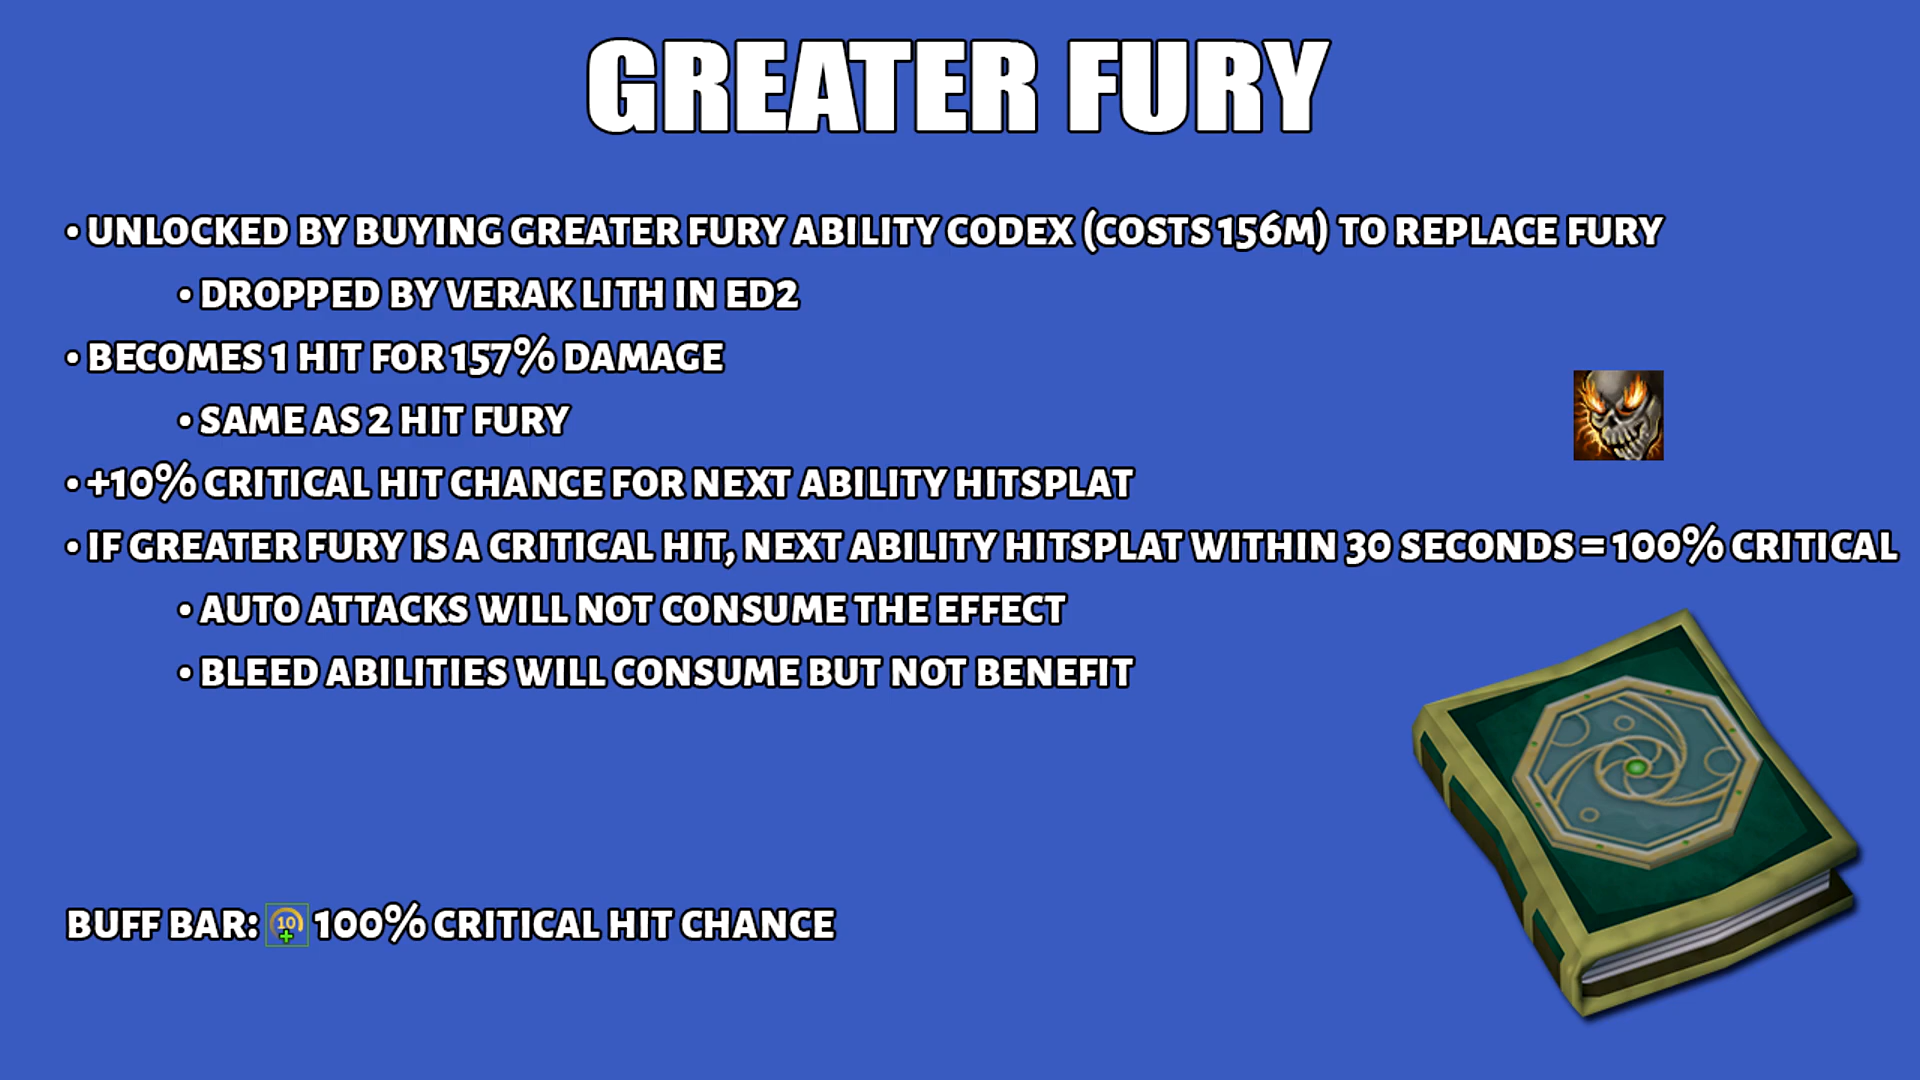 GREATER FURY
• UNLOCKED BY BUYING GREATER FURY ABILITY CODEX (COSTS 156M) TO REPLACE FURY
• DROPPED BY VERAK LITH IN ED2
• BECOMES 1 HIT FOR 157% DAMAGE
• SAME AS 2 HIT FURY
• +10% CRITICAL HIT CHANCE FOR NEXT ABILITY HITSPLAT
• IF GREATER FURY IS A CRITICAL HIT, NEXT ABILITY HITSPLAT WITHIN 30 SECONDS = 100% CRITICAL
• AUTO ATTACKS WILL NOT CONSUME THE EFFECT
• BLEED ABILITIES WILL CONSUME BUT NOT BENEFIT
BUFF BAR: 10 100% CRITICAL HIT CHANCE